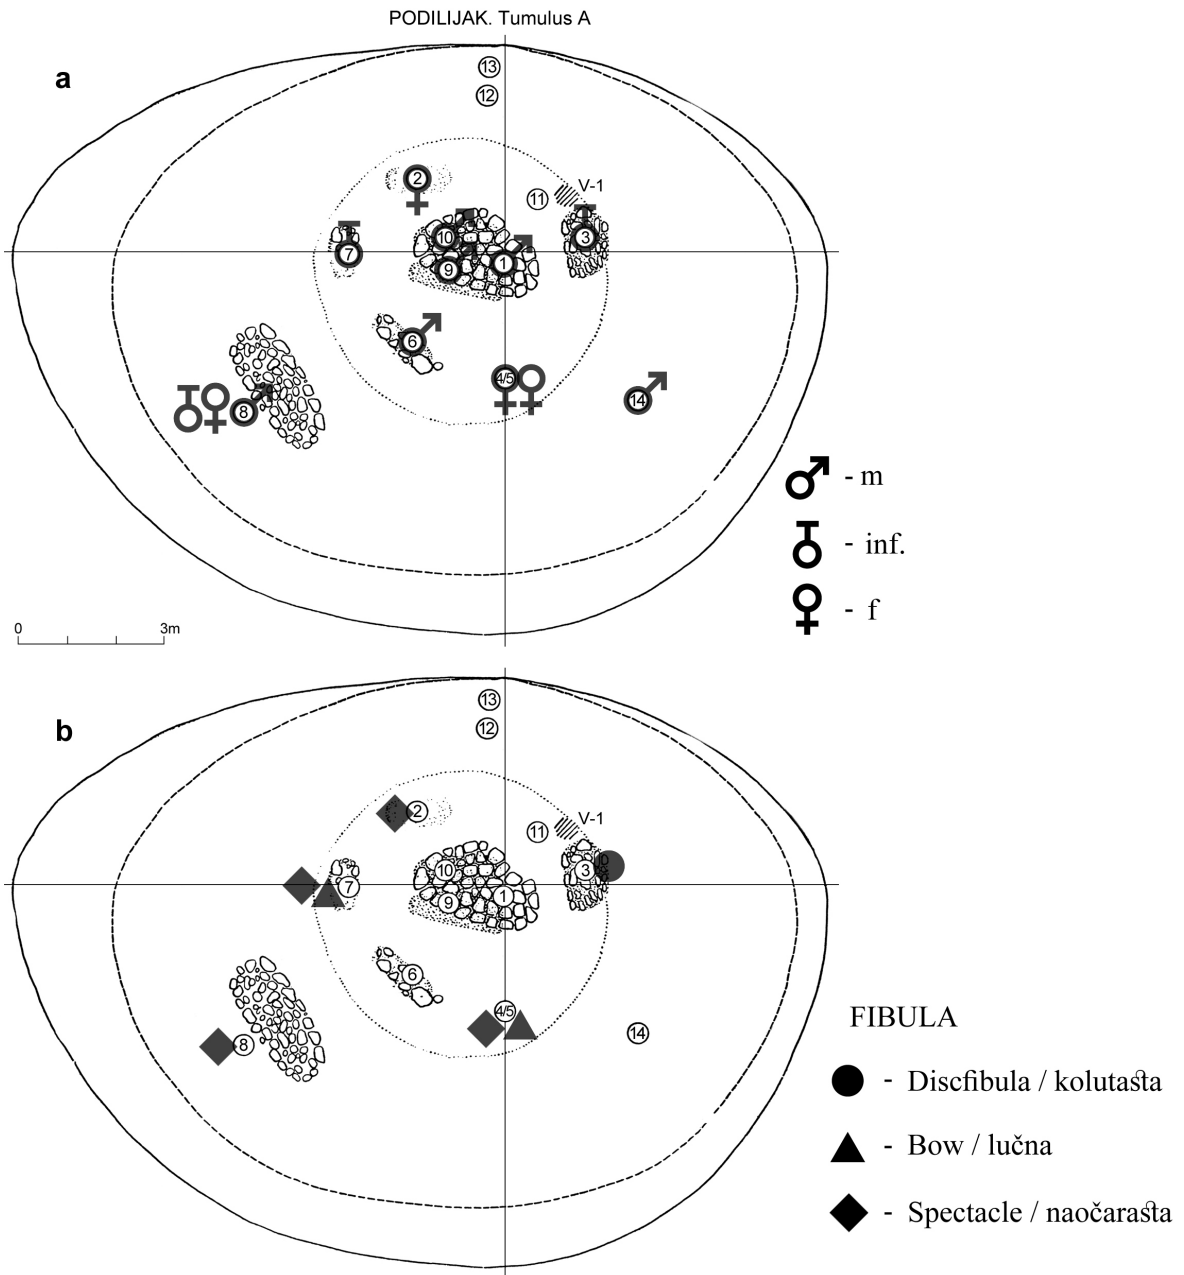 PODILIJAK. Tumulus A
a
13
12
2
11
V-1
10
3
7
1
9
6
4/5
14
8
- m
- inf.
- f
0 3m
b
13
12
2
11
V-1
10
3
7
1
9
6
4/5
14
8
FIBULA
- Discfibula / kolutasta
- Bow / lučna
- Spectacle / naočarasta